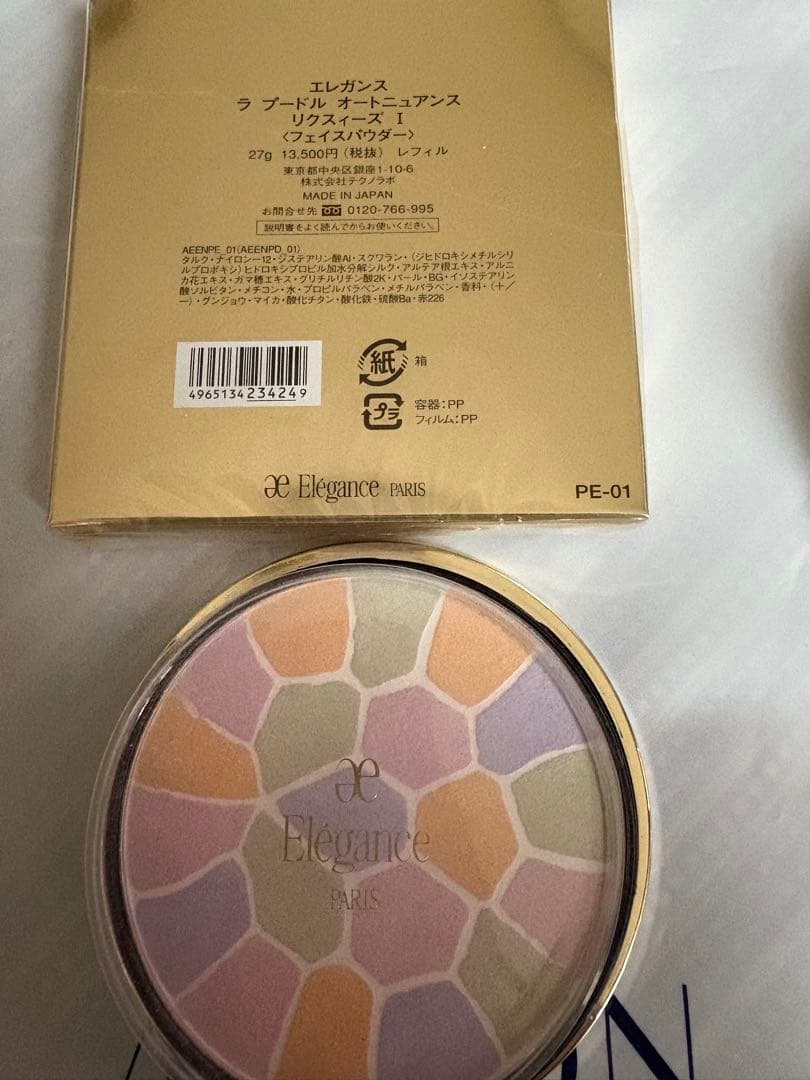 エレガンス
ラ プードル オートニュアンス
リクスィーズ I
〈フェイスパウダー〉
27g 13,500円(税抜) レフィル
東京都中央区銀座1-10-6
株式会社テクノラボ
MADE IN JAPAN
お問合せ先 0120-766-995
説明書をよく読んでからお使いください。
AEENPE_01(AEENPD_01)
タルク・ナイロン-12・ジステアリン酸Al・スクワラン・(ジヒドロキシメチルシリ
ルプロポキシ)ヒドロキシプロピル加水分解シルク・アルテア根エキス・アルニ
カ花エキス・ガマ穂エキス・グリチルリチン酸2K・パール・BG・イソステアリン
酸ソルビタン・メチコン・水・プロピルパラベン・メチルパラベン・香料・(+/
-)・グンジョウ・マイカ・酸化チタン・酸化鉄・硫酸Ba・赤226
4965134234249
紙 箱
プラ 容器:PP
フィルム:PP
æ Elégance PARIS
PE-01
æ
Elégance
PARIS